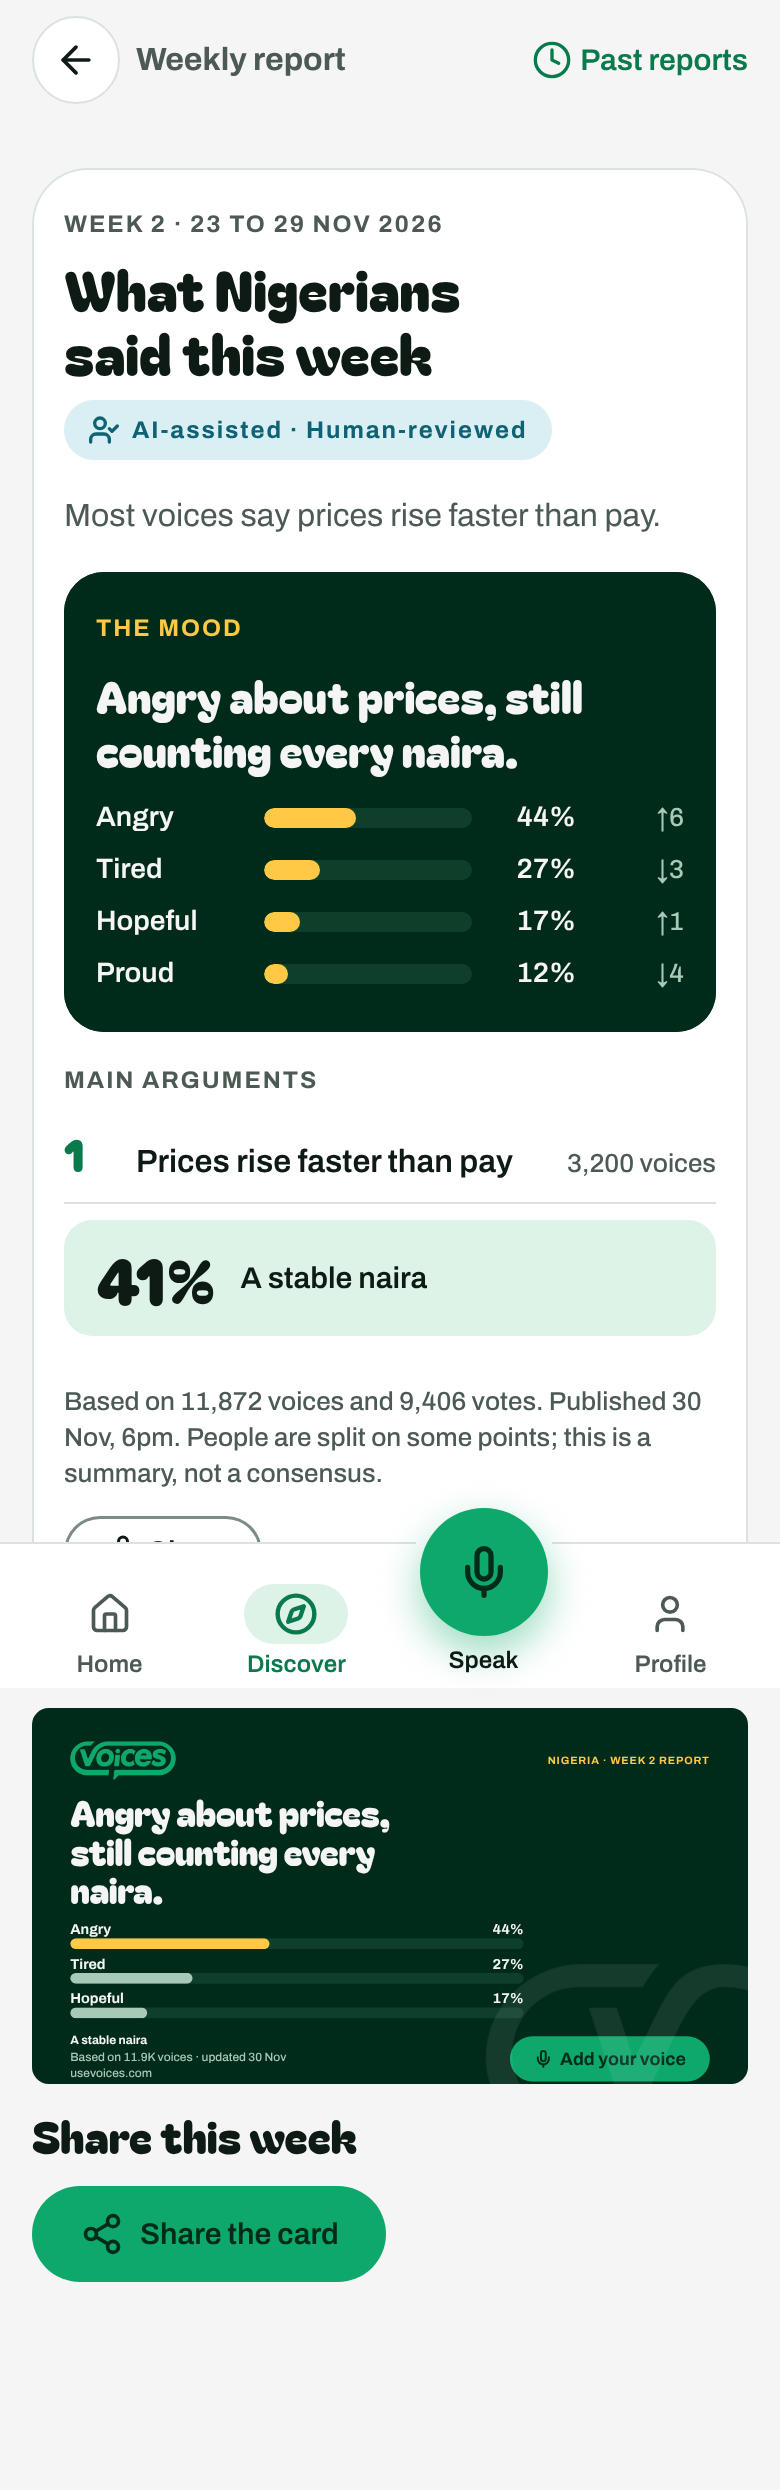 Weekly report
Past reports
WEEK 2 · 23 TO 29 NOV 2026
What Nigerians
said this week
AI-assisted · Human-reviewed
Most voices say prices rise faster than pay.
THE MOOD
Angry about prices, still
counting every naira.
Angry 44% ↑6
Tired 27% ↓3
Hopeful 17% ↑1
Proud 12% ↓4
MAIN ARGUMENTS
1 Prices rise faster than pay 3,200 voices
41% A stable naira
Based on 11,872 voices and 9,406 votes. Published 30
Nov, 6pm. People are split on some points; this is a
summary, not a consensus.
Home
Discover
Speak
Profile
voices
NIGERIA · WEEK 2 REPORT
Angry about prices,
still counting every
naira.
Angry 44%
Tired 27%
Hopeful 17%
A stable naira
Based on 11.9K voices · updated 30 Nov
usevoices.com
Add your voice
Share this week
Share the card